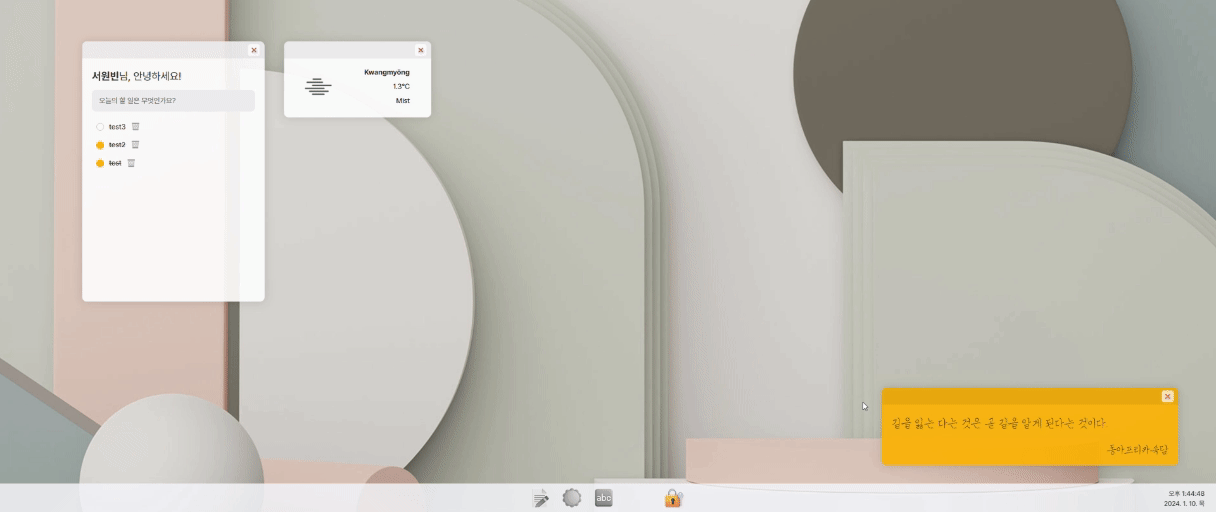 서원빈님, 안녕하세요!
오늘의 할 일은 무엇인가요?
test3
test2
test
Kwangmyŏng
1.3°C
Mist
길을 잃는 다는 것은 곧 길을 알게 된다는 것이다.
-동아프리카속담
abc
오후 1:44:48
2024. 1. 10. 목